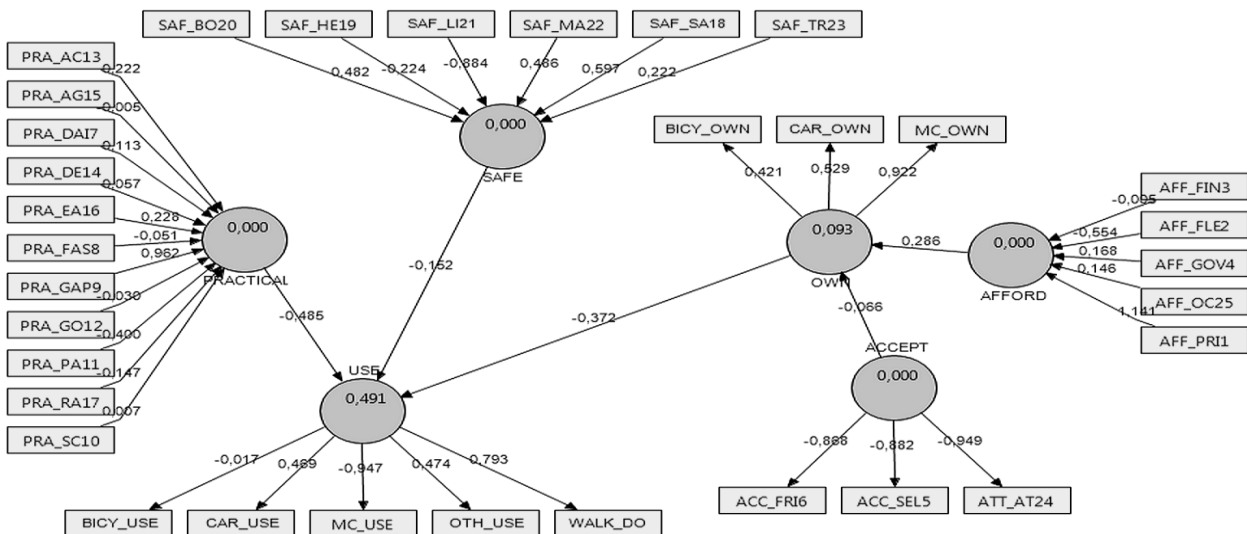 SAF_BO20 SAF_HE19 SAF_LI21 SAF_MA22 SAF_SA18 SAF_TR23
0,482 -0,224 -0,884 0,486 0,597 0,222
0,000
SAFE
-0,152
PRA_AC13
0,222
PRA_AG15
-0,005
PRA_DAI7
0,113
PRA_DE14
0,057
PRA_EA16
0,228
PRA_FAS8
-0,051
0,962
PRA_GAP9
-0,030
PRA_GO12
-0,400
PRA_PA11
-0,147
PRA_RA17
0,007
PRA_SC10
0,000
PRACTICAL
-0,485
BICY_OWN CAR_OWN MC_OWN
0,421 0,529 0,922
0,093
OWN
0,286
-0,372
-0,066
0,000
AFFORD
AFF_FIN3
-0,005
AFF_FLE2
-0,554
0,168
AFF_GOV4
0,146
AFF_OC25
1,141
AFF_PRI1
ACCEPT
0,000
-0,868 -0,882 -0,949
ACC_FRI6 ACC_SEL5 ATT_AT24
USE
0,491
-0,017 0,469 -0,947 0,474 0,793
BICY_USE CAR_USE MC_USE OTH_USE WALK_DO